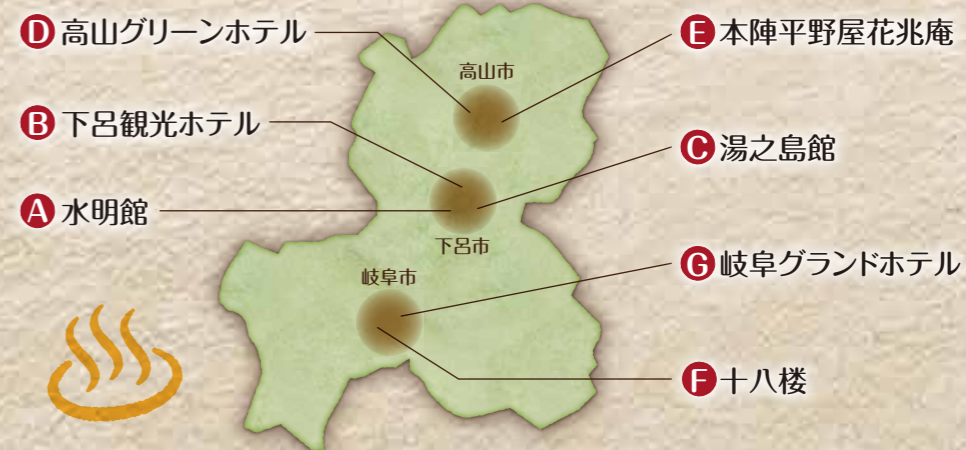 D 高山グリーンホテル
E 本陣平野屋花兆庵
高山市
B 下呂観光ホテル
C 湯之島館
A 水明館
下呂市
岐阜市
G 岐阜グランドホテル
F 十八楼